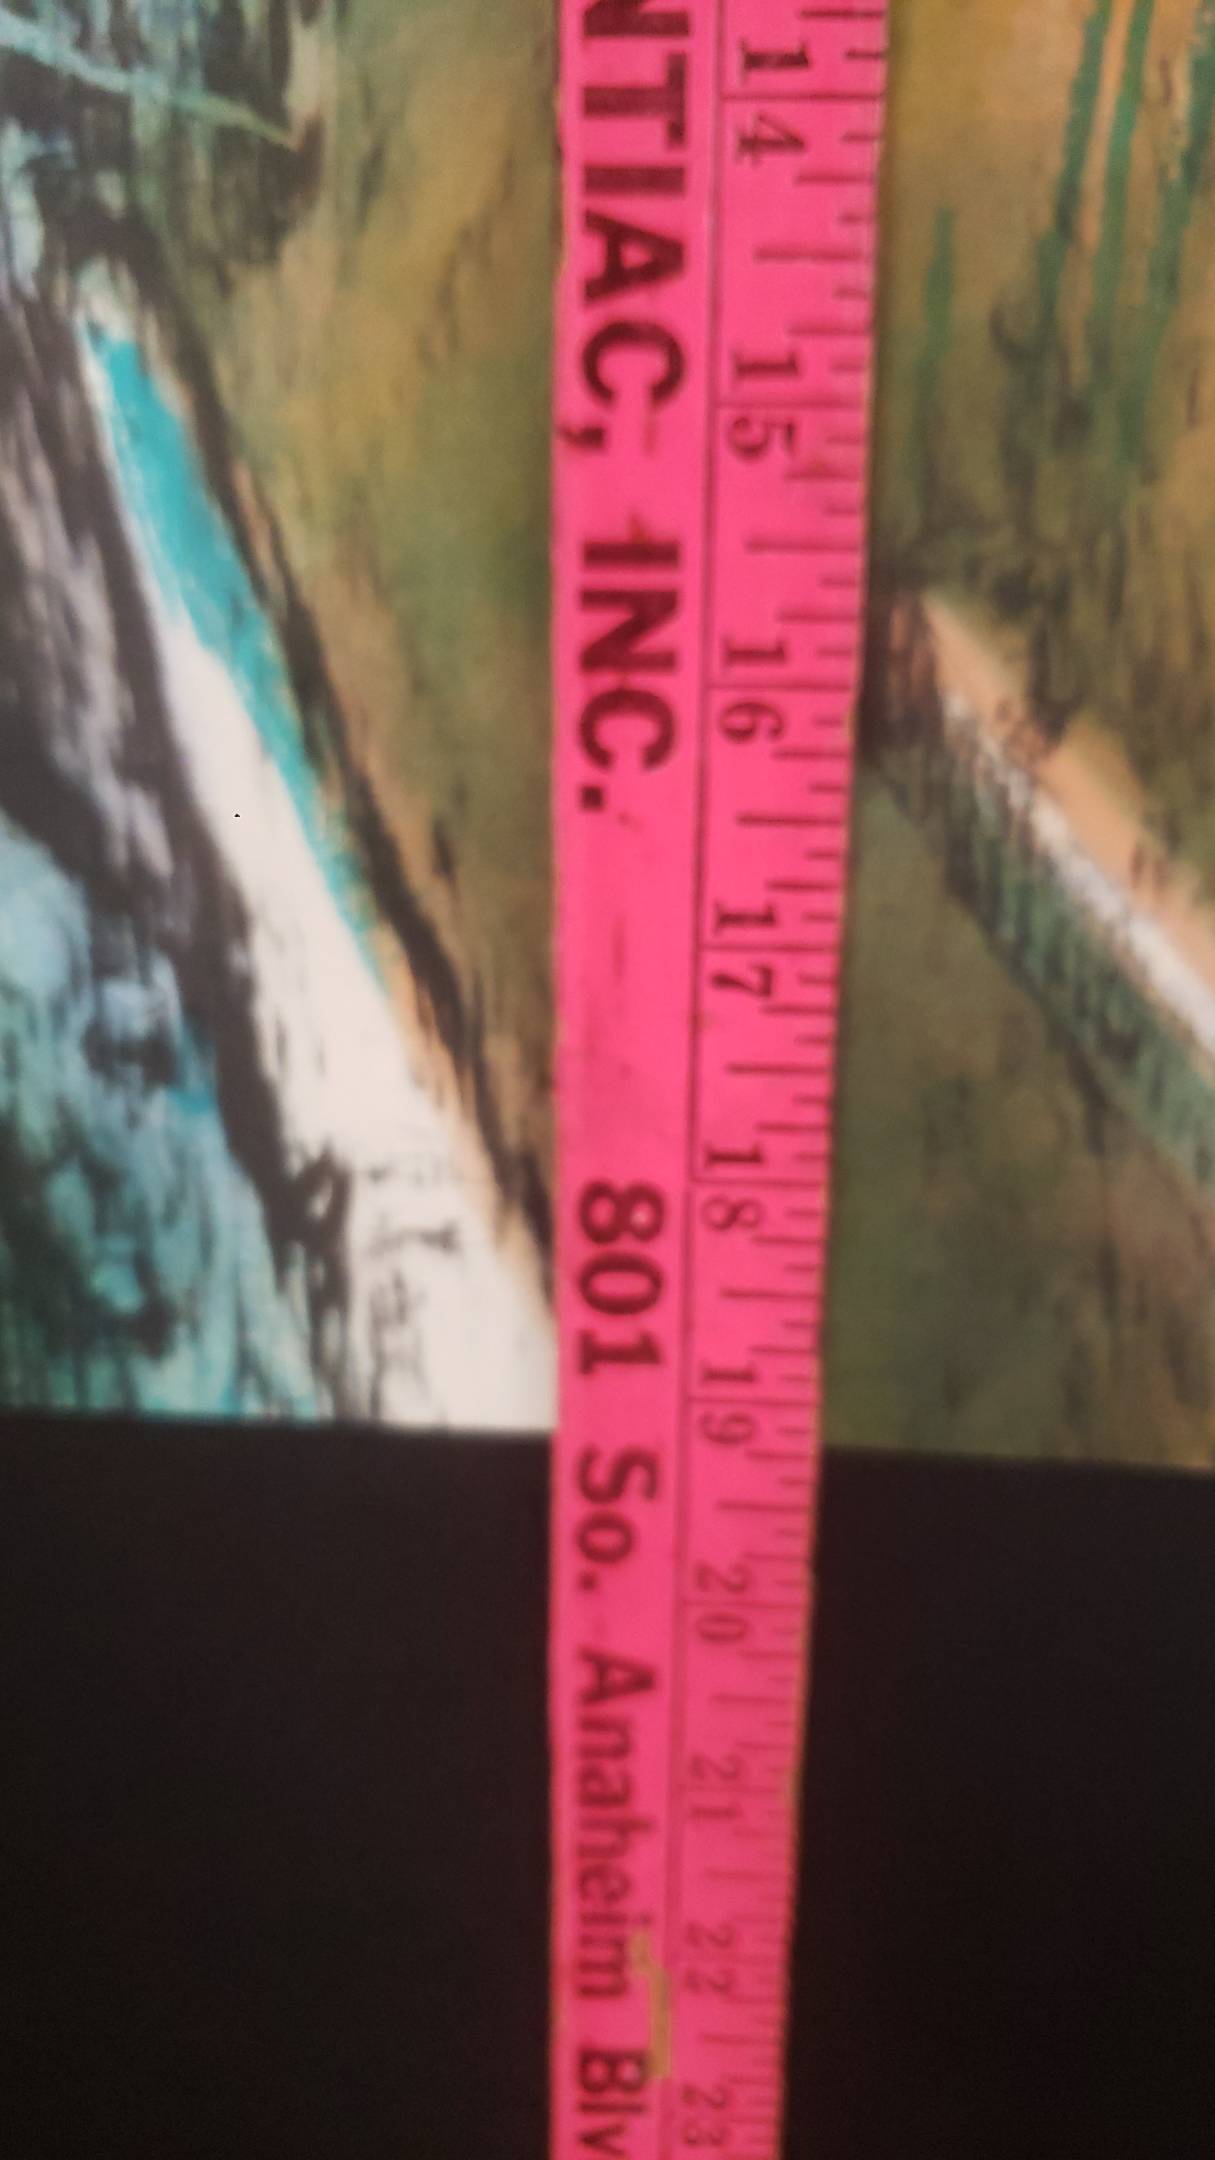 NTIAC, INC. 801 So. Anaheim Blv
14 15 16 17 18 19 20 21 22 23